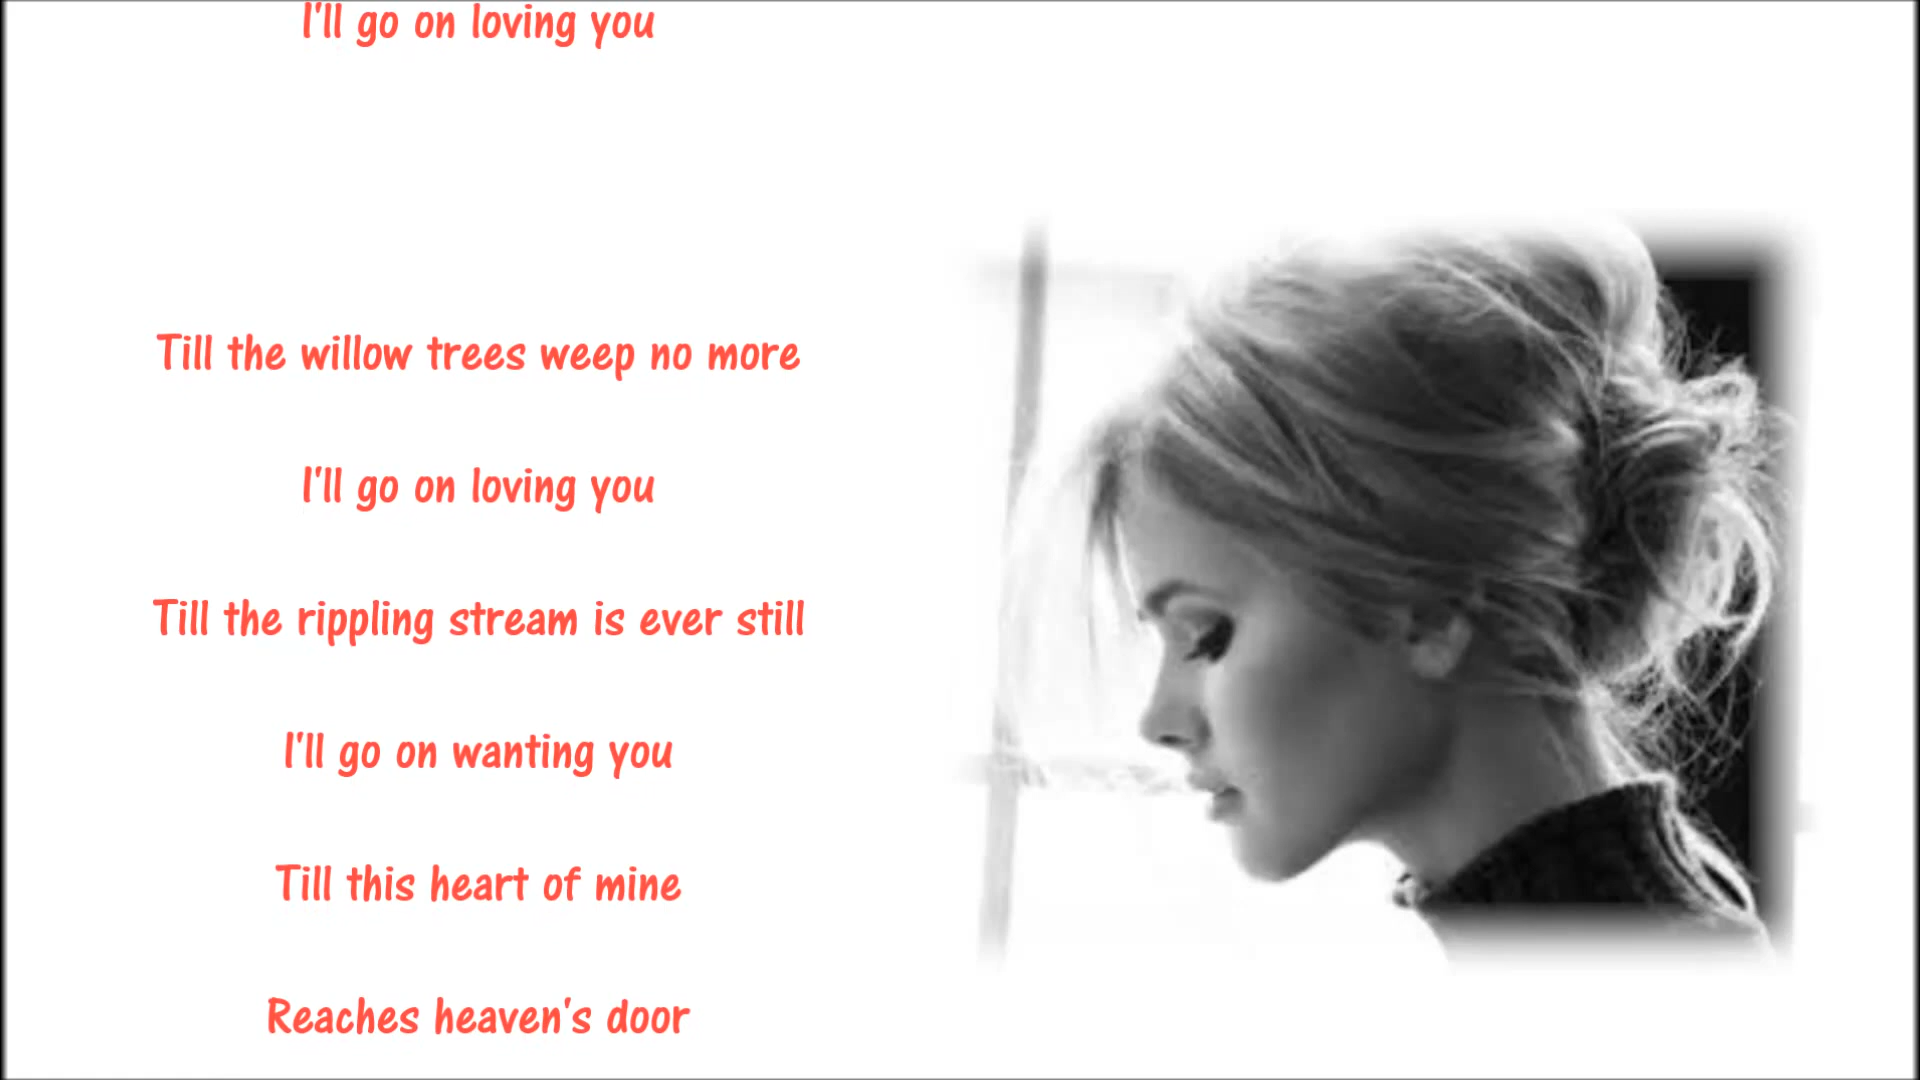 I'll go on loving you
Till the willow trees weep no more
I'll go on loving you
Till the rippling stream is ever still
I'll go on wanting you
Till this heart of mine
Reaches heaven's door